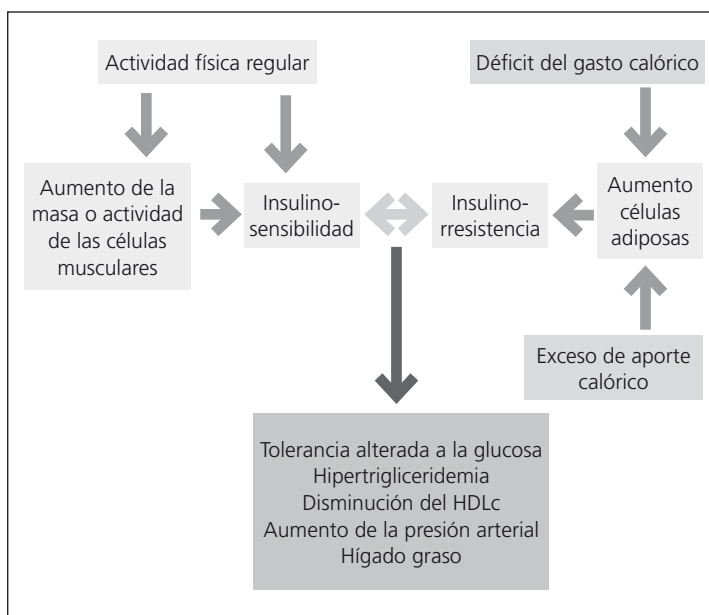 Actividad física regular
Déficit del gasto calórico
Aumento de la
masa o actividad
de las células
musculares
Insulino-
sensibilidad
Insulino-
rresistencia
Aumento
células
adiposas
Exceso de aporte
calórico
Tolerancia alterada a la glucosa
Hipertrigliceridemia
Disminución del HDLc
Aumento de la presión arterial
Hígado graso